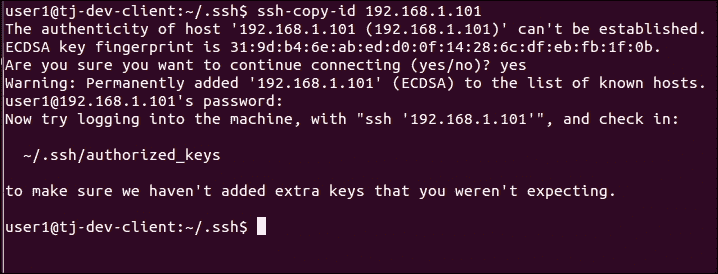 user1@tj-dev-client:~/.ssh$ ssh-copy-id 192.168.1.101
The authenticity of host '192.168.1.101 (192.168.1.101)' can't be established.
ECDSA key fingerprint is 31:9d:b4:6e:ab:ed:d0:0f:14:28:6c:df:eb:fb:1f:0b.
Are you sure you want to continue connecting (yes/no)? yes
Warning: Permanently added '192.168.1.101' (ECDSA) to the list of known hosts.
user1@192.168.1.101's password:
Now try logging into the machine, with "ssh '192.168.1.101'", and check in:
~/.ssh/authorized_keys
to make sure we haven't added extra keys that you weren't expecting.
user1@tj-dev-client:~/.ssh$